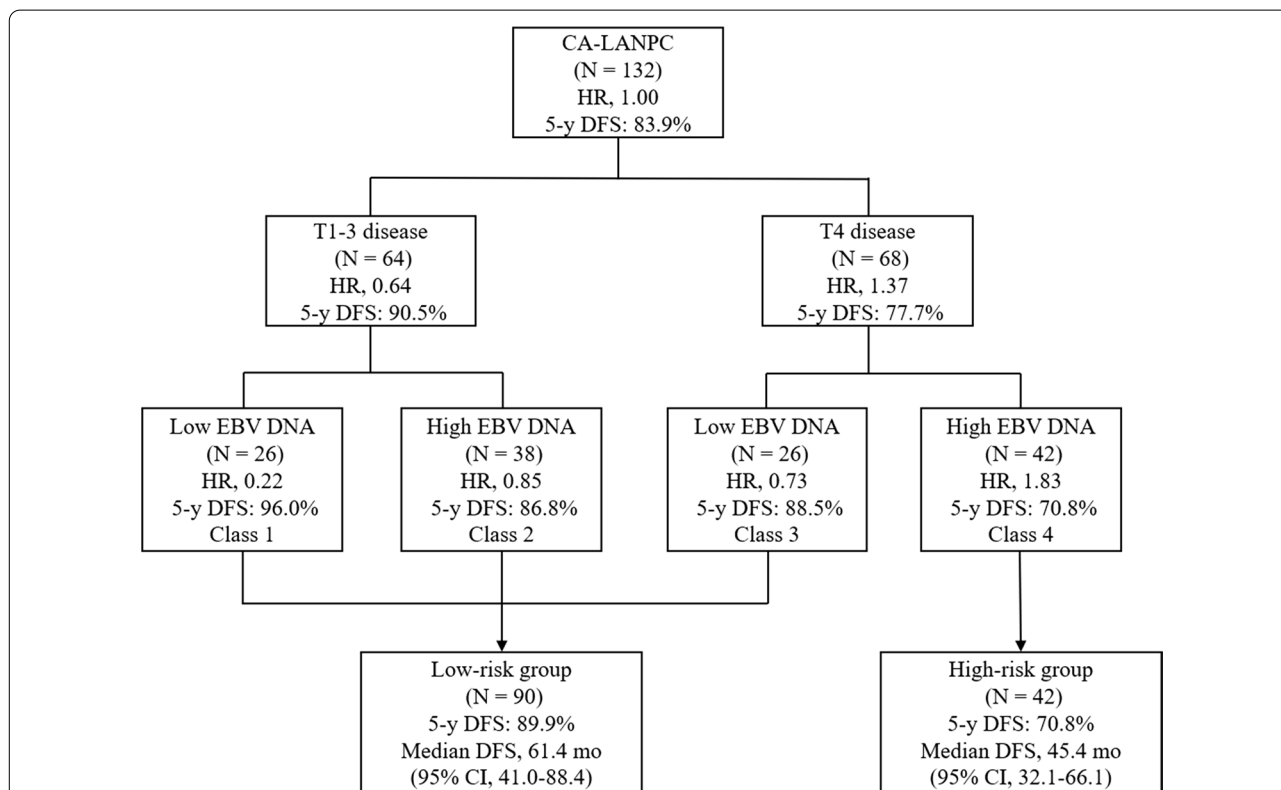 CA-LANPC
(N = 132)
HR, 1.00
5-y DFS: 83.9%
T1-3 disease
(N = 64)
HR, 0.64
5-y DFS: 90.5%
T4 disease
(N = 68)
HR, 1.37
5-y DFS: 77.7%
Low EBV DNA
(N = 26)
HR, 0.22
5-y DFS: 96.0%
Class 1
High EBV DNA
(N = 38)
HR, 0.85
5-y DFS: 86.8%
Class 2
Low EBV DNA
(N = 26)
HR, 0.73
5-y DFS: 88.5%
Class 3
High EBV DNA
(N = 42)
HR, 1.83
5-y DFS: 70.8%
Class 4
Low-risk group
(N = 90)
5-y DFS: 89.9%
Median DFS, 61.4 mo
(95% CI, 41.0-88.4)
High-risk group
(N = 42)
5-y DFS: 70.8%
Median DFS, 45.4 mo
(95% CI, 32.1-66.1)